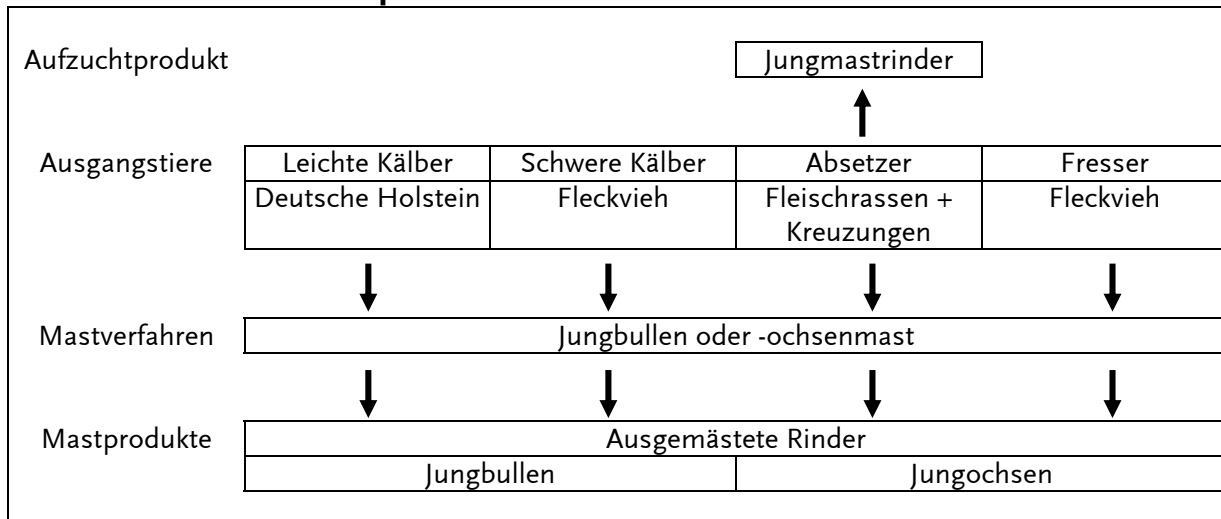 Aufzuchtprodukt Jungmastrinder
Ausgangstiere Leichte Kälber Schwere Kälber Absetzer Fresser
Deutsche Holstein Fleckvieh Fleischrassen + Fleckvieh
Kreuzungen
Mastverfahren Jungbullen oder -ochsenmast
Mastprodukte Ausgemästete Rinder
Jungbullen Jungochsen